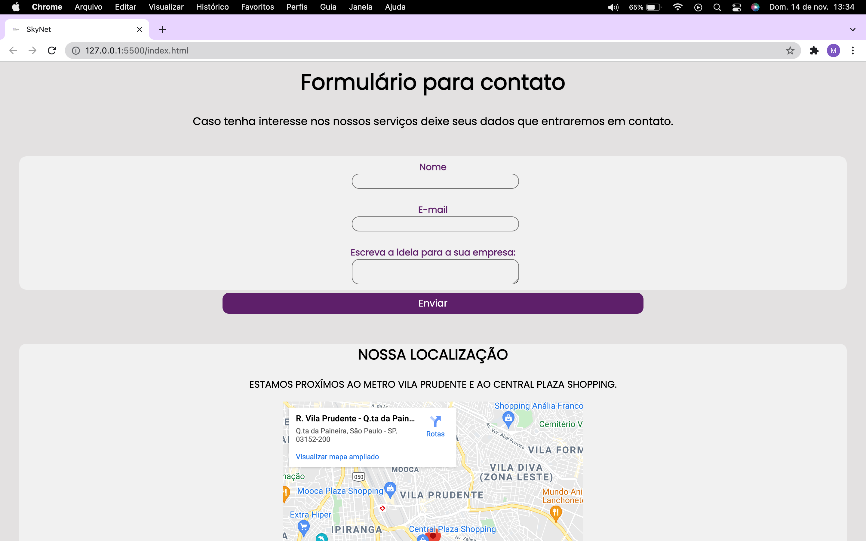 Chrome Arquivo Editar Visualizar Histórico Favoritos Perfis Guia Janela Ajuda 65% Dom. 14 de nov. 13:34
SkyNet
127.0.0.1:5500/index.html
M
Formulário para contato
Caso tenha interesse nos nossos serviços deixe seus dados que entraremos em contato.
Nome
E-mail
Escreva a ideia para a sua empresa:
Enviar
NOSSA LOCALIZAÇÃO
ESTAMOS PROXÍMOS AO METRO VILA PRUDENTE E AO CENTRAL PLAZA SHOPPING.
R. Vila Prudente - Q.ta da Pain...
Q.ta da Paineira, São Paulo - SP,
03152-200
Rotas
Visualizar mapa ampliado
Shopping Anália Franco
Cemitério V
VILA FORM
MOOCA
VILA DIVA
(ZONA LESTE)
Mooca Plaza Shopping
VILA PRUDENTE
Mundo Ani
Lanchonete
Extra Hiper
IPIRANGA
Central Plaza Shopping